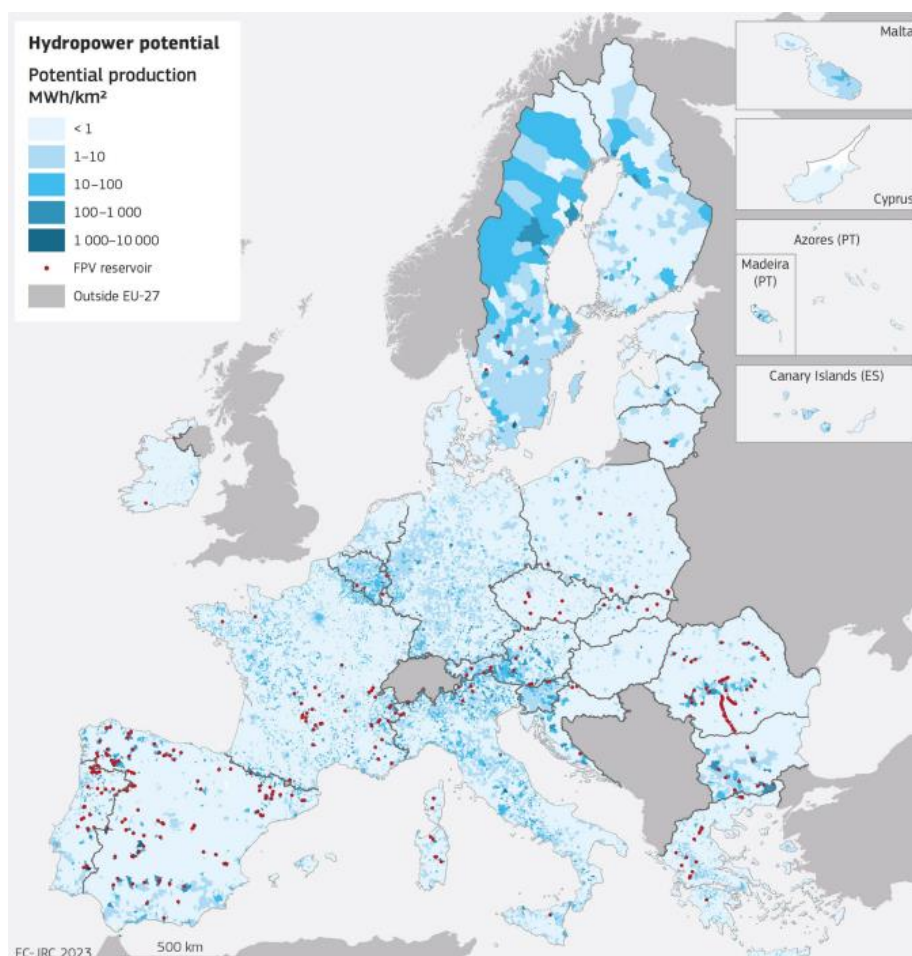 Hydropower potential
Potential production
MWh/km²
< 1
1–10
10–100
100–1 000
1 000–10 000
FPV reservoir
Outside EU-27
Malta
Cyprus
Azores (PT)
Madeira
(PT)
Canary Islands (ES)
500 km
EC-JRC 2023